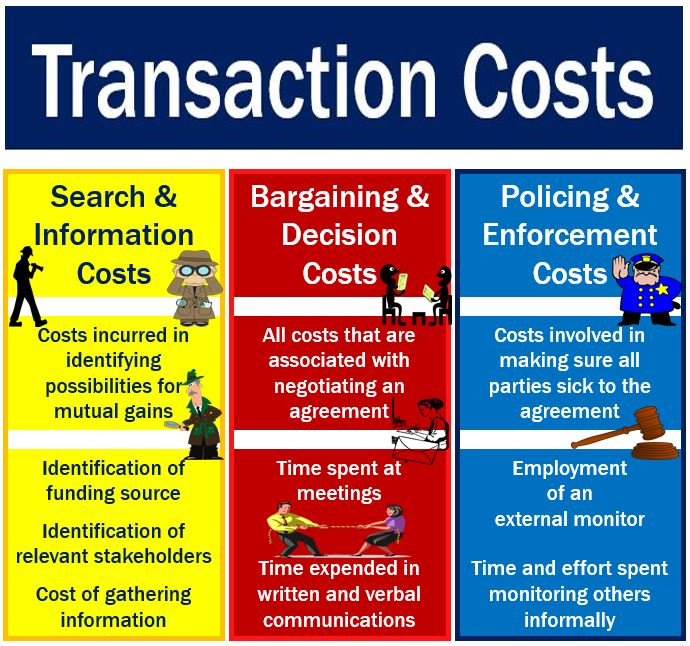 Transaction Costs
Search &
Information
Costs
Costs incurred in
identifying
possibilities for
mutual gains
Identification of
funding source
Identification of
relevant stakeholders
Cost of gathering
information
Bargaining &
Decision
Costs
All costs that are
associated with
negotiating an
agreement
Time spent at
meetings
Time expended in
written and verbal
communications
Policing &
Enforcement
Costs
Costs involved in
making sure all
parties sick to the
agreement
Employment
of an
external monitor
Time and effort spent
monitoring others
informally